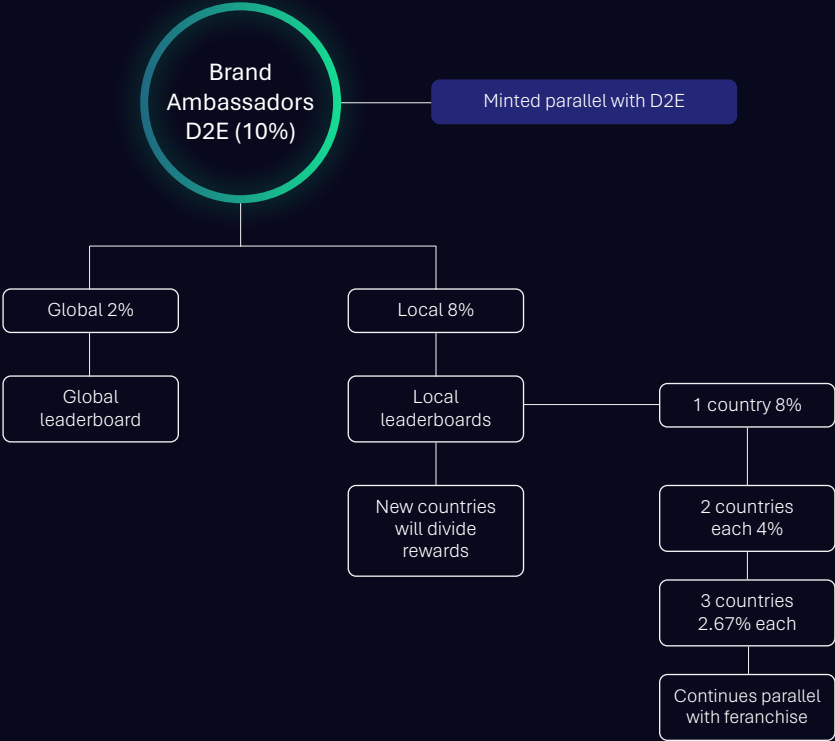 Brand
Ambassadors
D2E (10%)
Minted parallel with D2E
Global 2%
Local 8%
Global
leaderboard
Local
leaderboards
1 country 8%
New countries
will divide
rewards
2 countries
each 4%
3 countries
2.67% each
Continues parallel
with feranchise